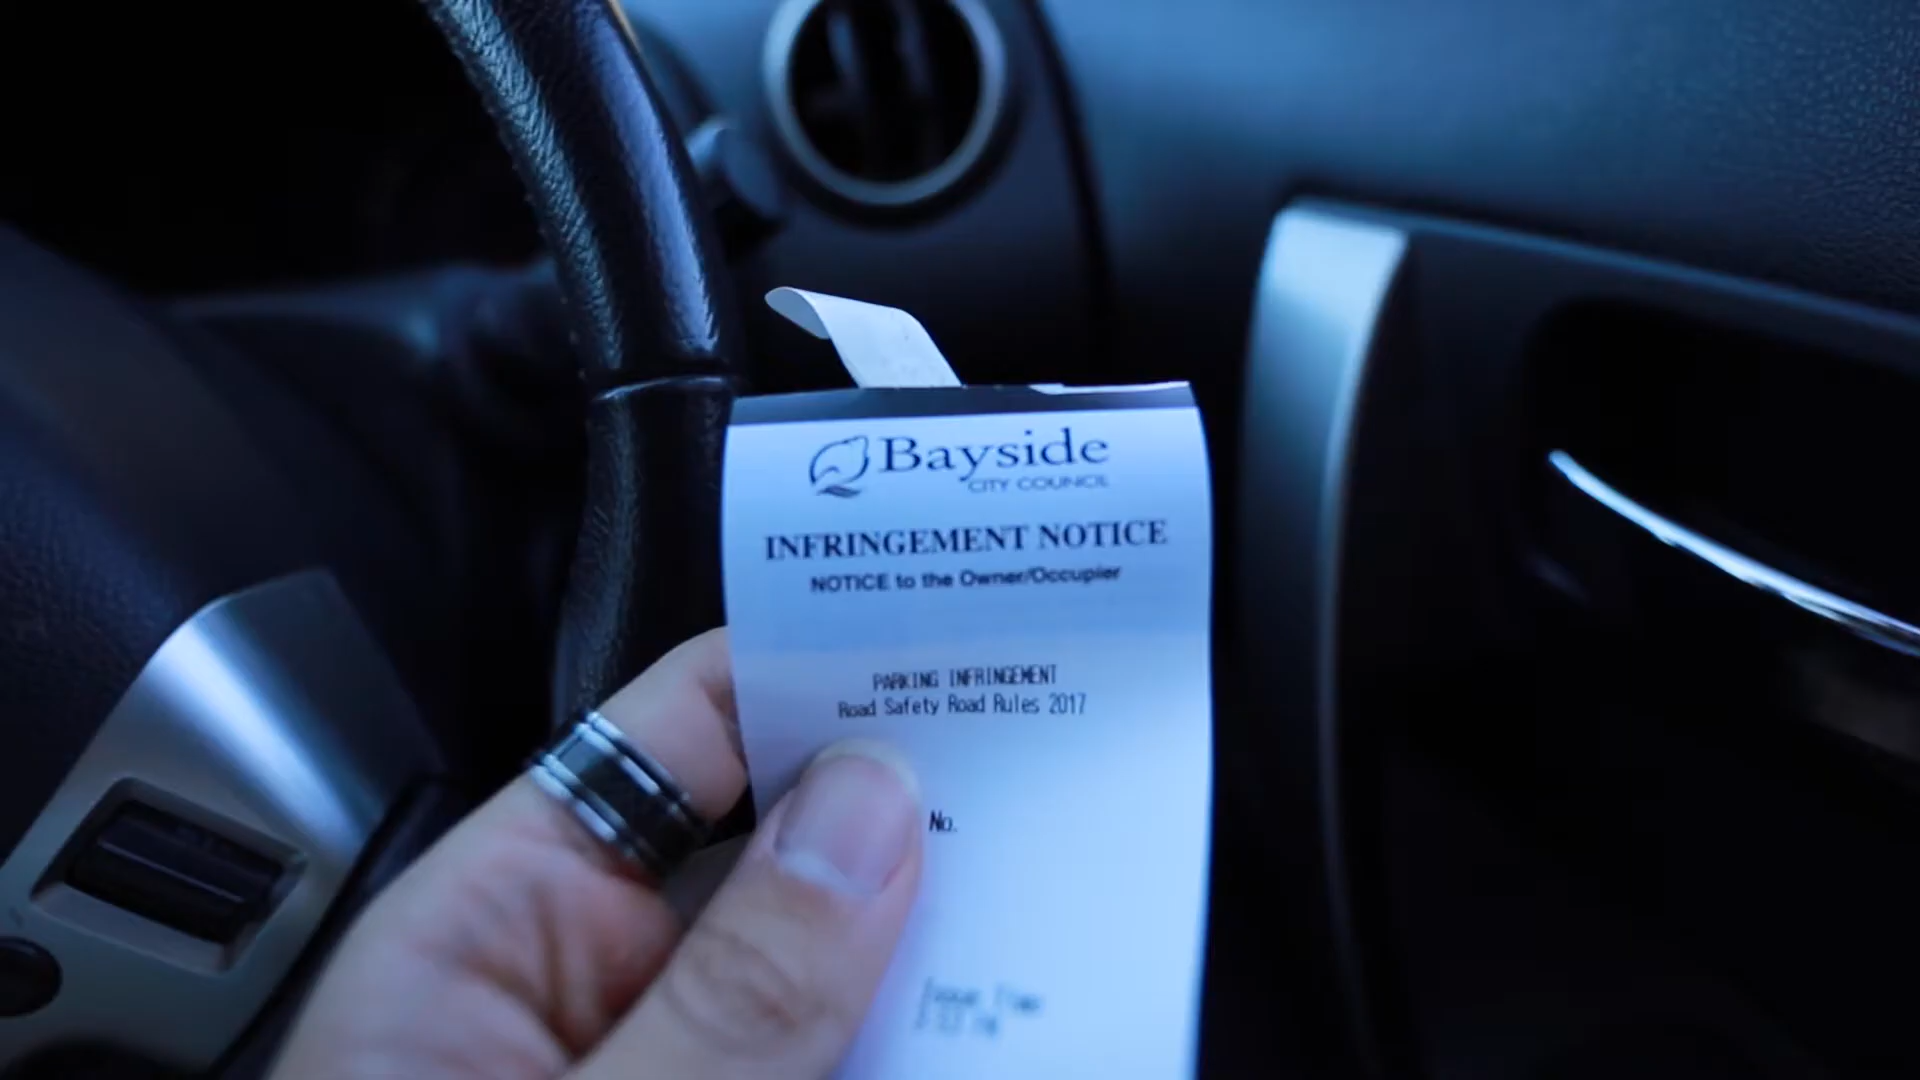 Bayside
CITY COUNCIL
INFRINGEMENT NOTICE
NOTICE to the Owner/Occupier
PARKING INFRINGEMENT
Road Safety Road Rules 2017
No.